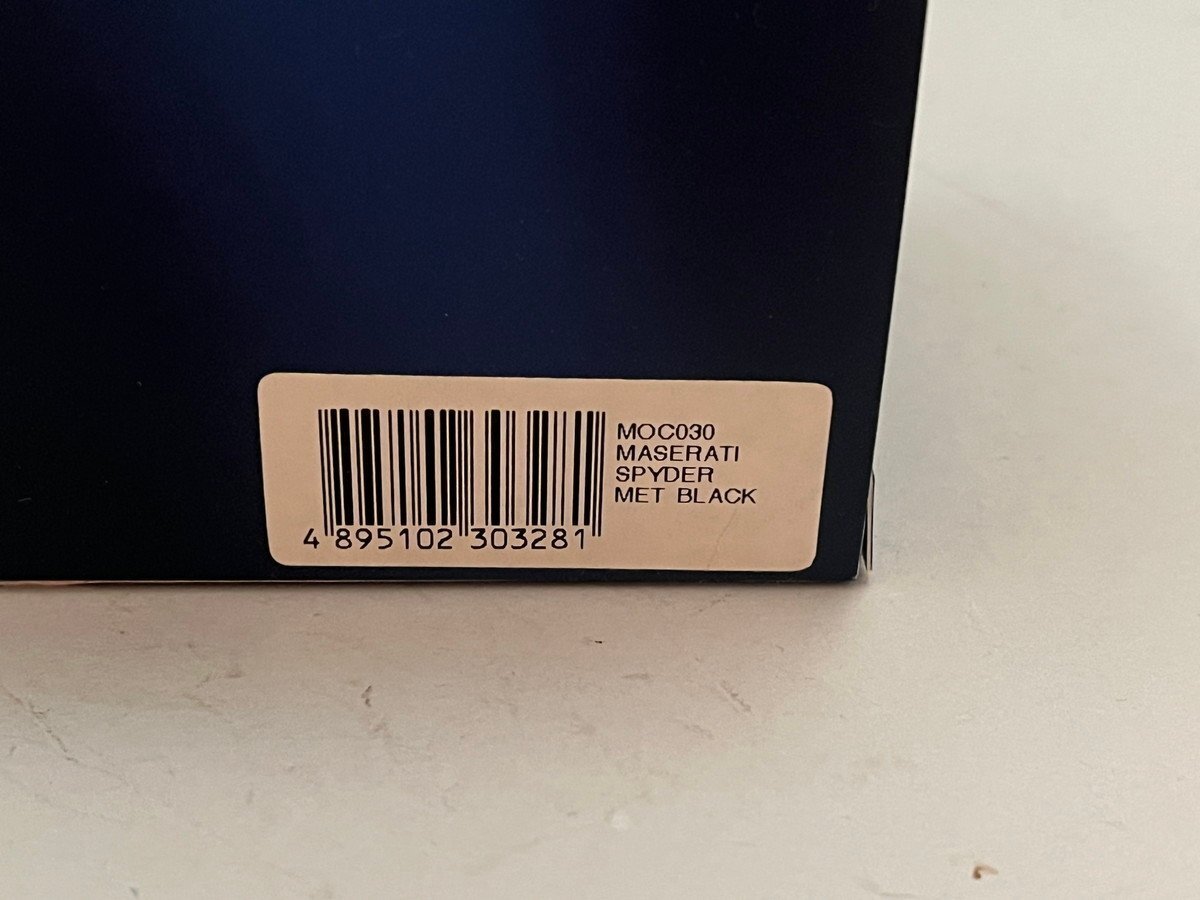 MOC030
MASERATI
SPYDER
MET BLACK
4 895102 303281